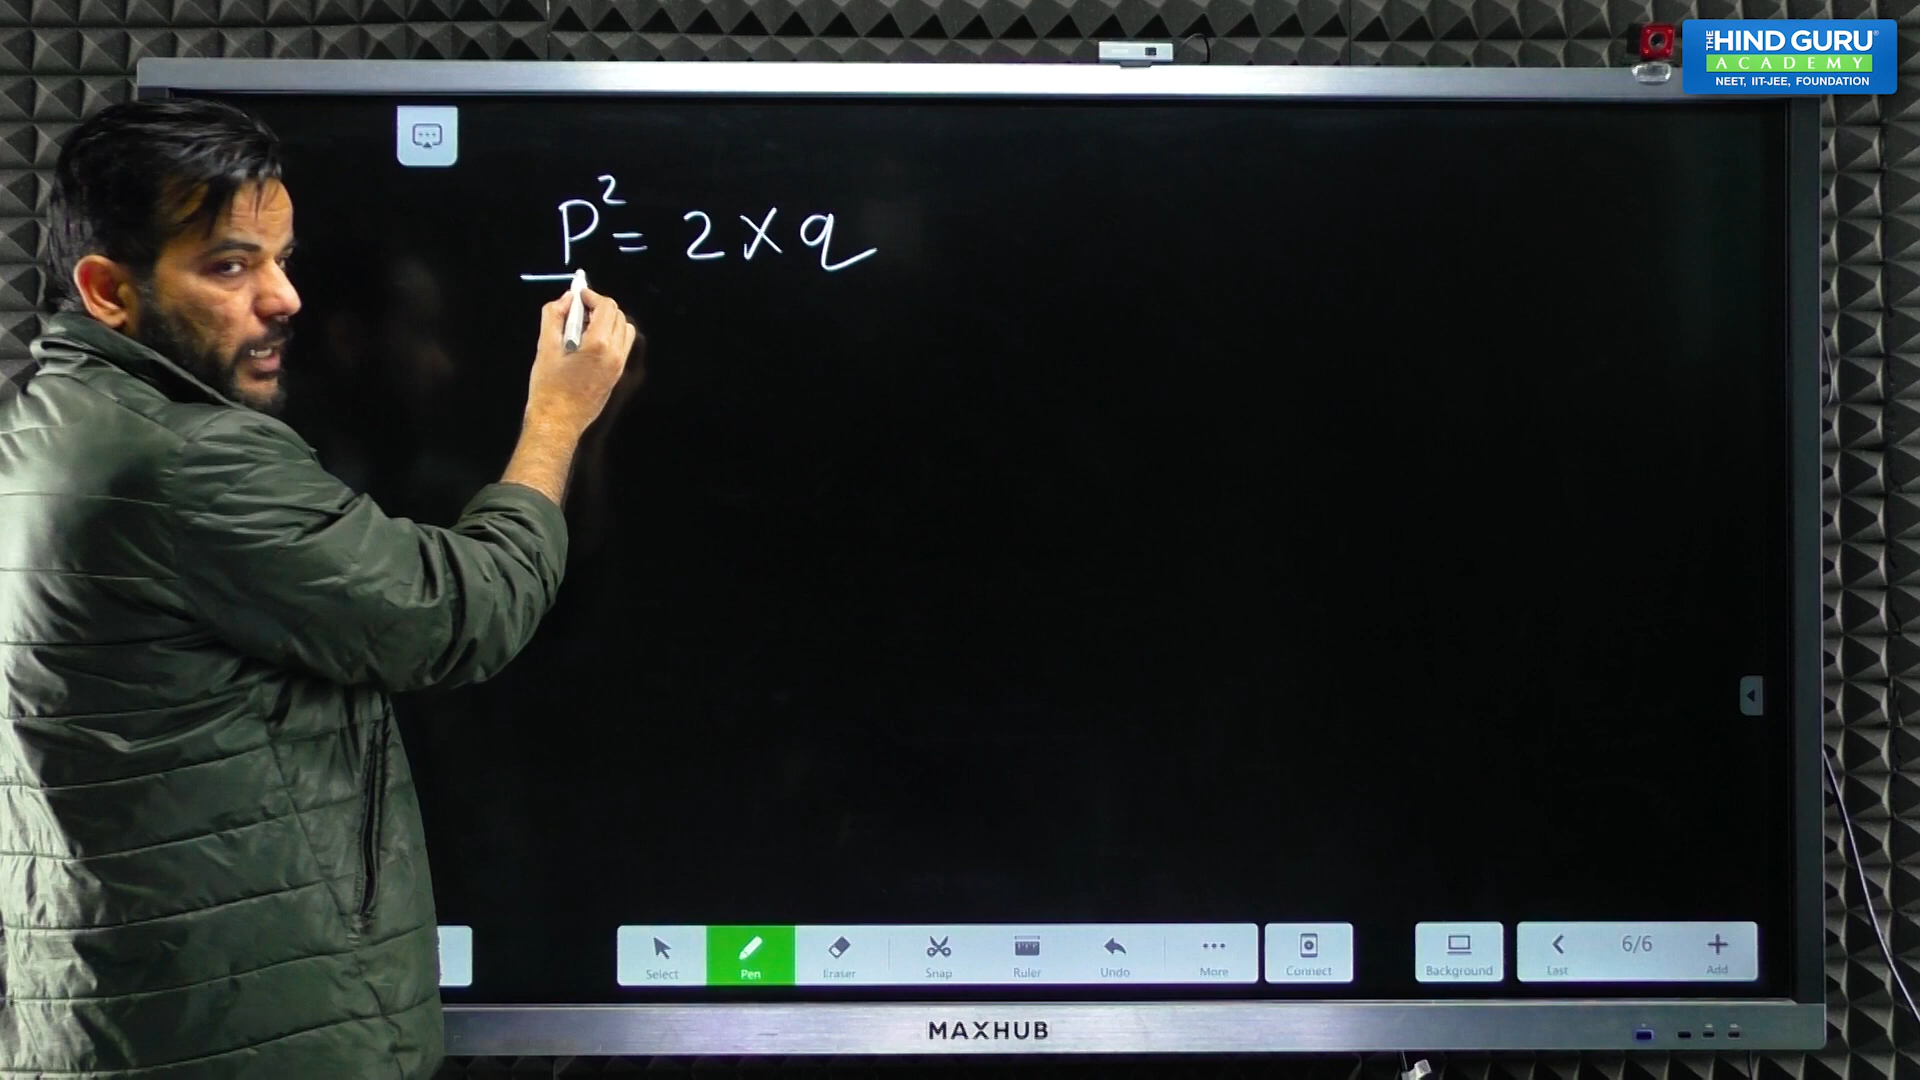 THE HIND GURU®
ACADEMY
NEET, IIT-JEE, FOUNDATION
P² = 2 × q
Select
Pen
Eraser
Snap
Ruler
Undo
More
Connect
Background
Last
6/6
Add
MAXHUB